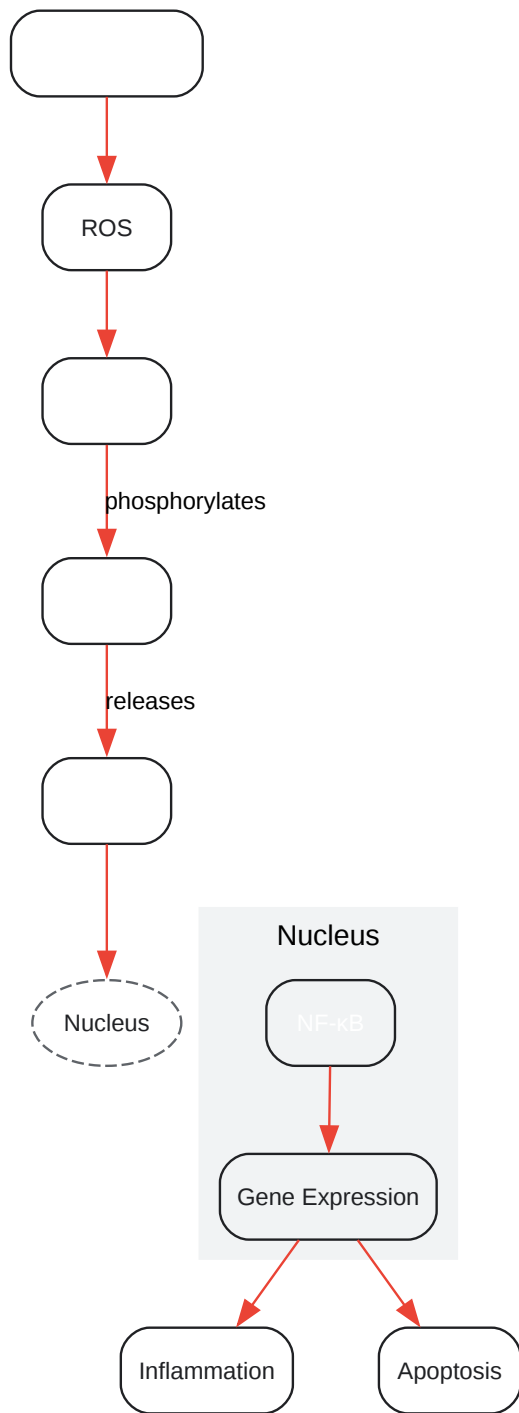 ROS
phosphorylates
releases
Nucleus
NF-κB
Nucleus
Gene Expression
Inflammation
Apoptosis